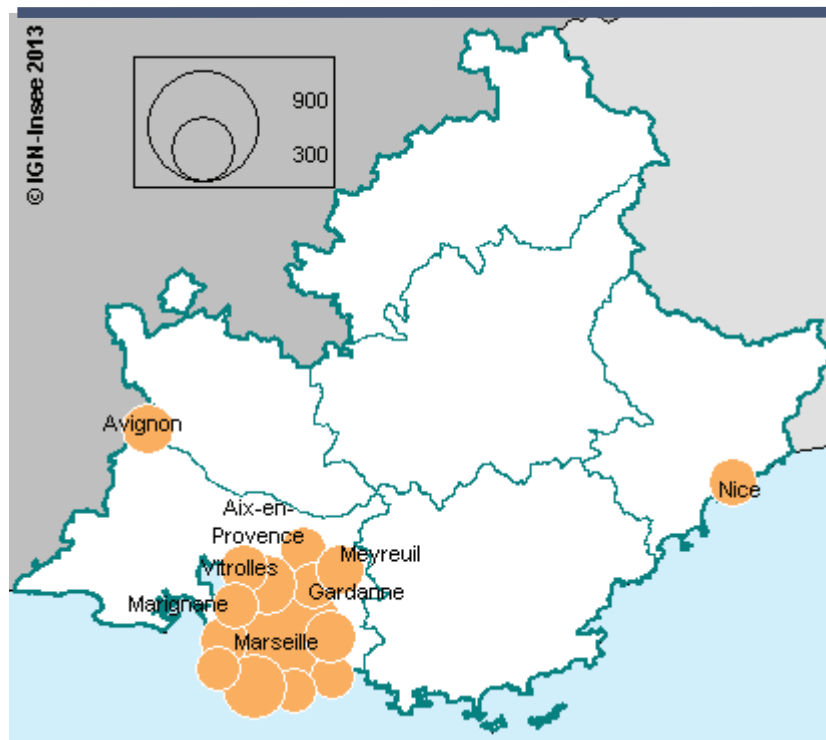 © IGN-Insee 2013
900
300
Avignon
Nice
Aix-en-
Provence
Meyreuil
Vitrolles
Gardanne
Marignane
Marseille